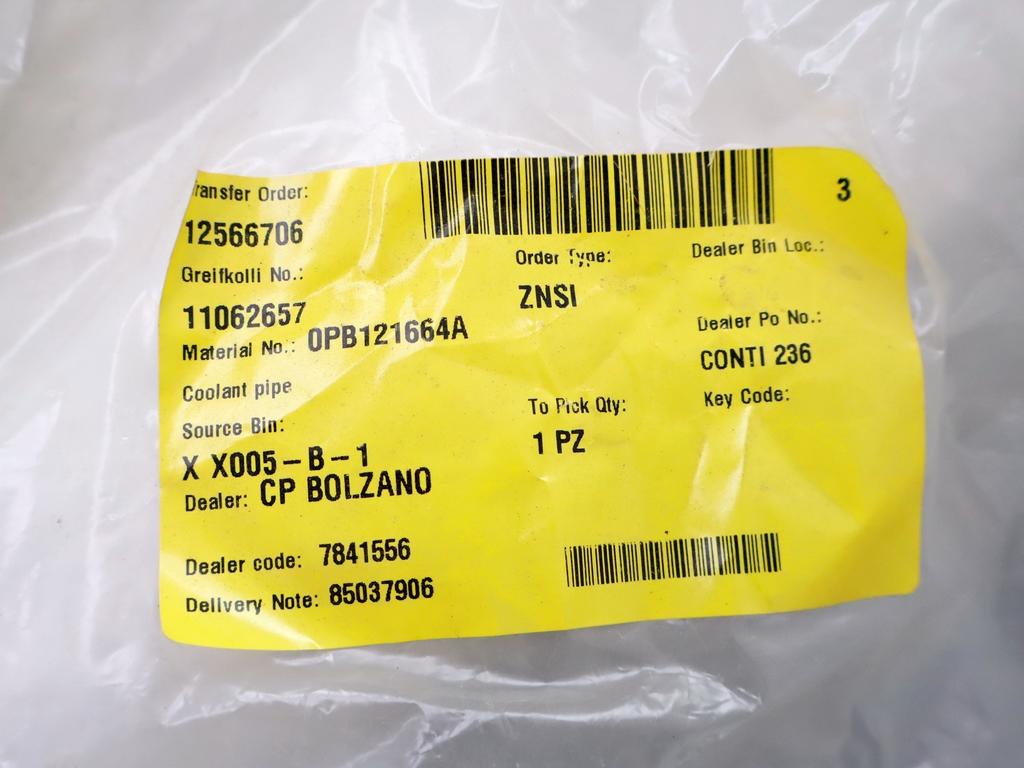 Transfer Order:
3
12566706
Order Type:
Dealer Bin Loc.:
Greifkolli No.:
ZNSI
11062657
Dealer Po No.:
Material No.: 0PB121664A
CONTI 236
Coolant pipe
To Pick Qty:
Key Code:
Source Bin:
1 PZ
X X005-B-1
Dealer: CP BOLZANO
Dealer code: 7841556
Delivery Note: 85037906